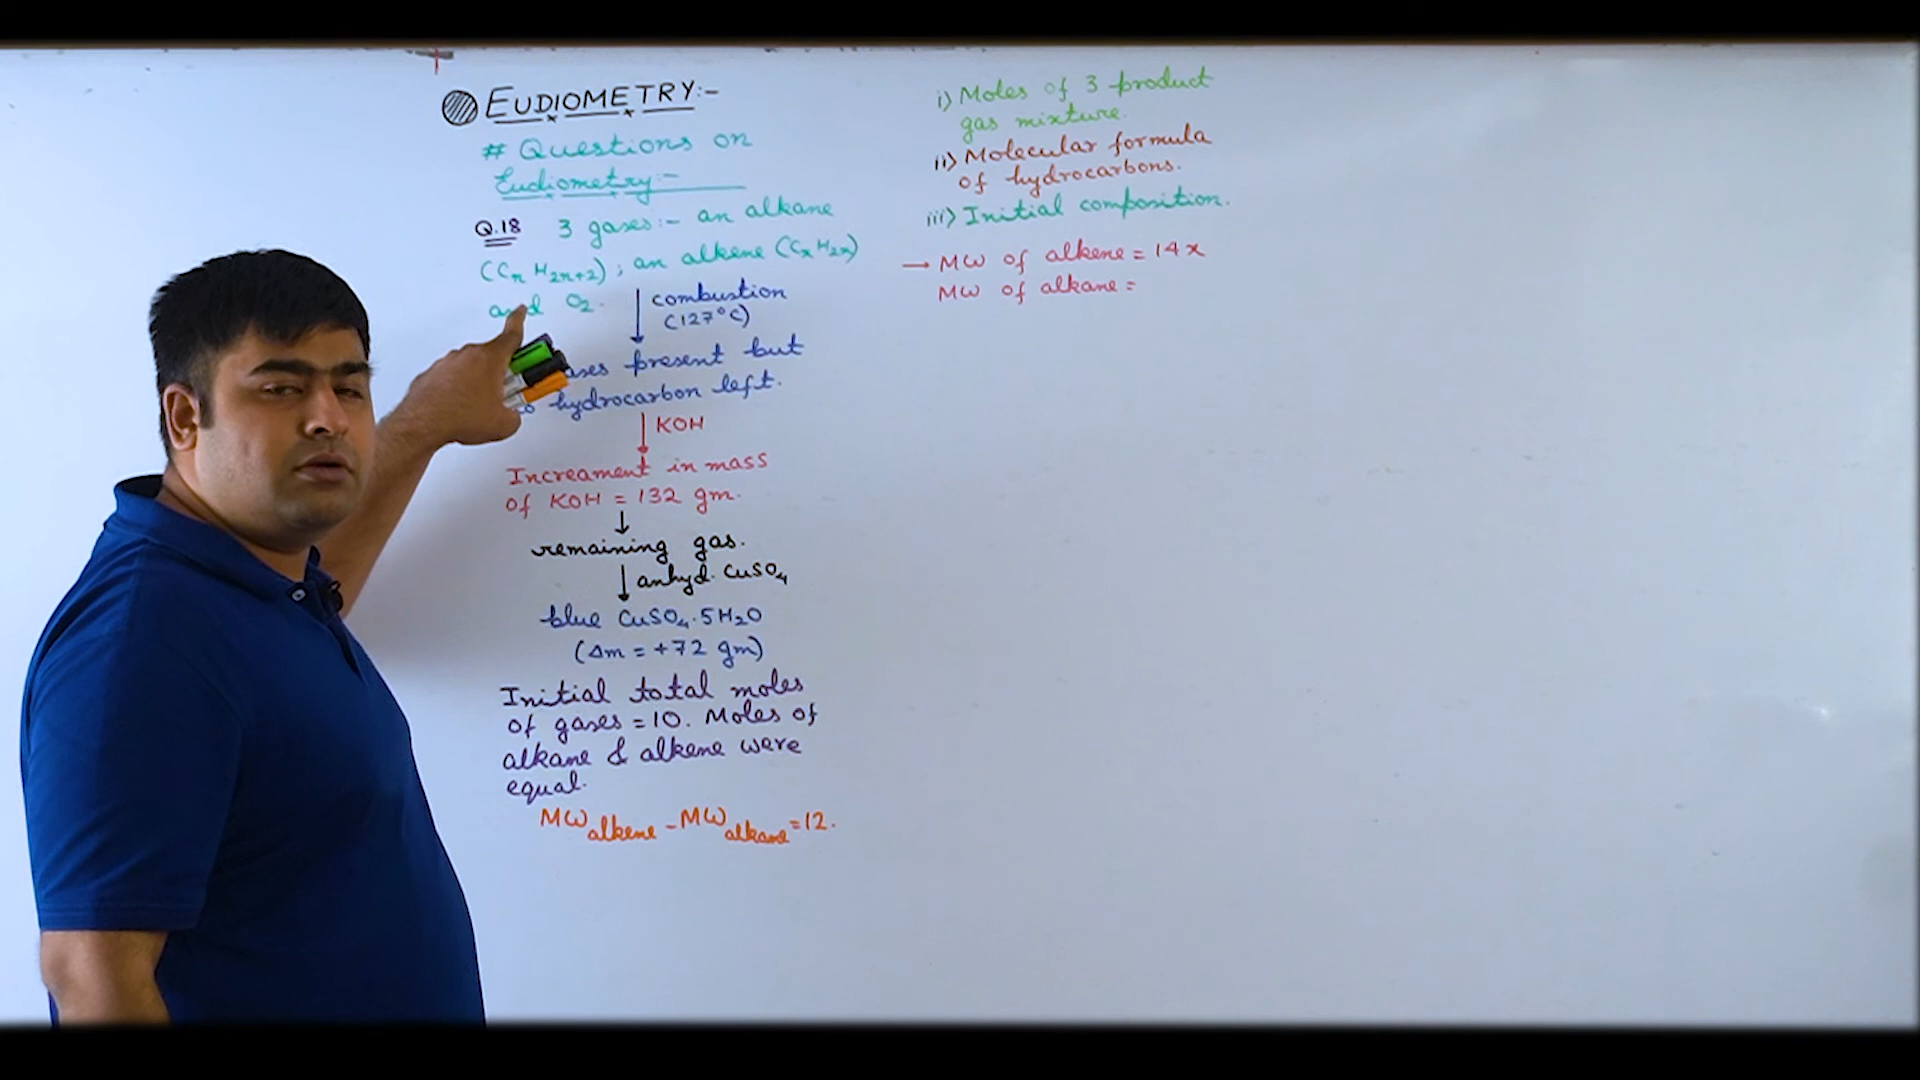 EUDIOMETRY:-
# Questions on
Eudiometry:-
Q.18 3 gases:- an alkane
(CnH2n+2); an alkene (CxH2x)
and O2.
combustion
(127°C)
present but
hydrocarbon left.
KOH
Increament in mass
of KOH = 132 gm.
remaining gas.
anhyd. CuSO4
blue CuSO4.5H2O
(Δm = +72 gm)
Initial total moles
of gases = 10. Moles of
alkane & alkene were
equal.
MWalkene - MWalkane = 12.
i) Moles of 3 product
gas mixture.
ii) Molecular formula
of hydrocarbons.
iii) Initial composition.
→ MW of alkene = 14x
MW of alkane =